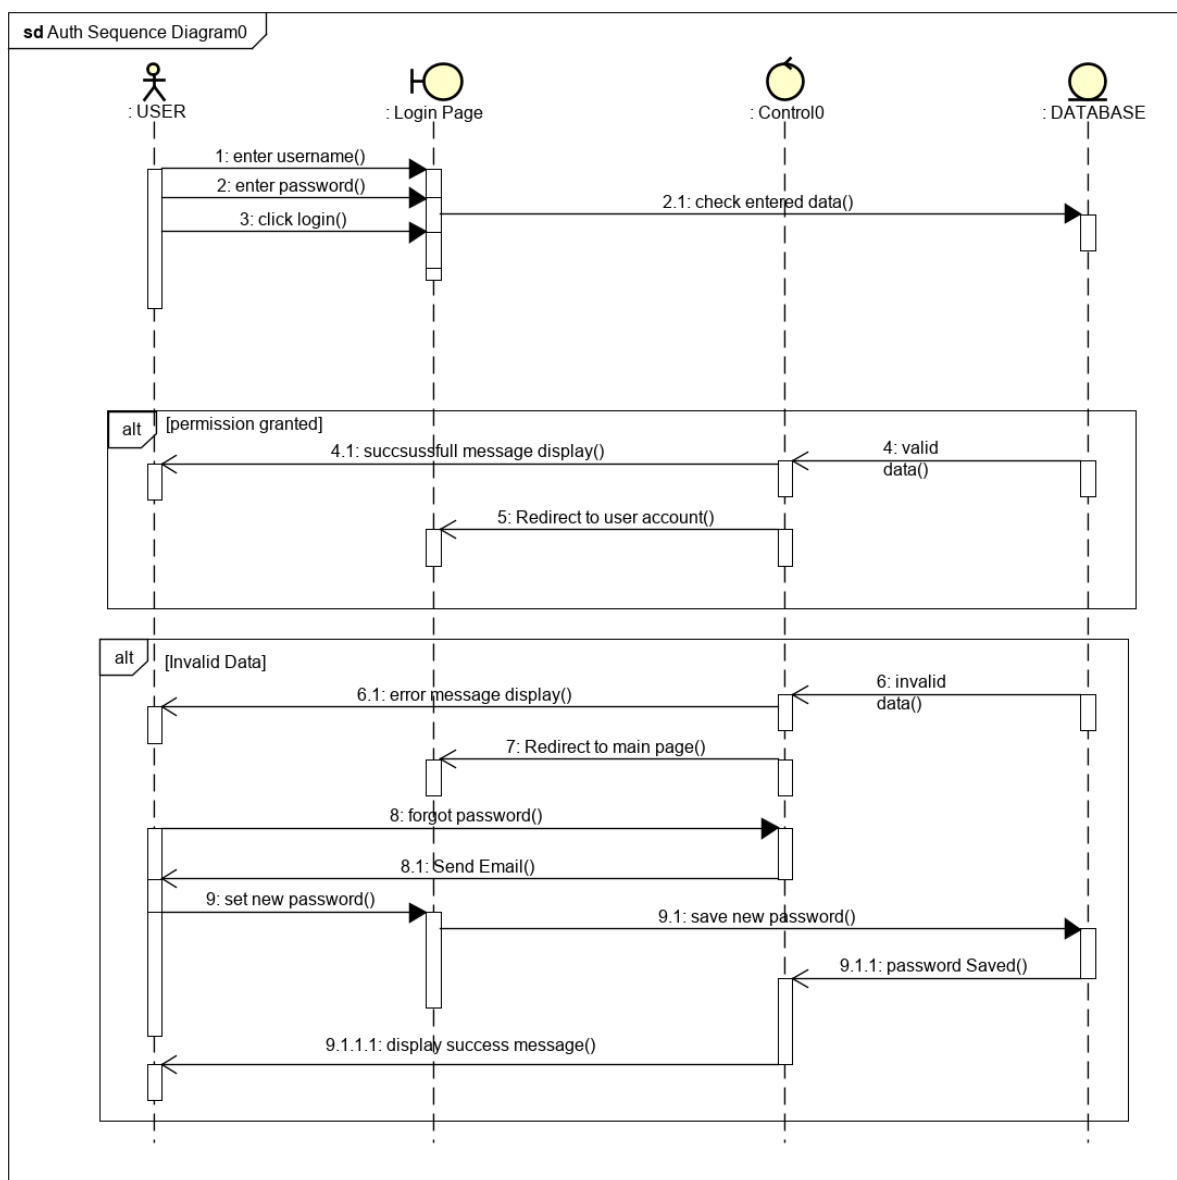 sd Auth Sequence Diagram0
: USER
: Login Page
: Control0
: DATABASE
1: enter username()
2: enter password()
2.1: check entered data()
3: click login()
alt
[permission granted]
4: valid
data()
4.1: succsussfull message display()
5: Redirect to user account()
alt
[Invalid Data]
6: invalid
data()
6.1: error message display()
7: Redirect to main page()
8: forgot password()
8.1: Send Email()
9: set new password()
9.1: save new password()
9.1.1: password Saved()
9.1.1.1: display success message()